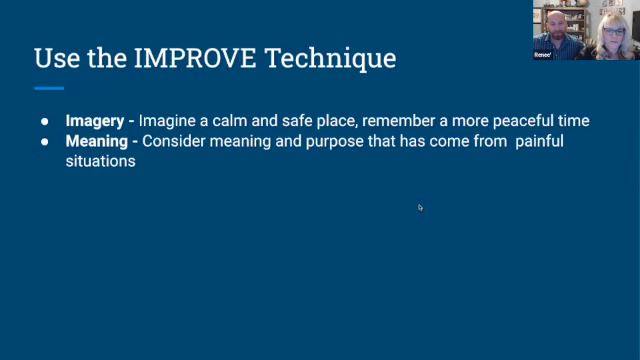 Use the IMPROVE Technique
● Imagery - Imagine a calm and safe place, remember a more peaceful time
● Meaning - Consider meaning and purpose that has come from painful
situations
Renee'